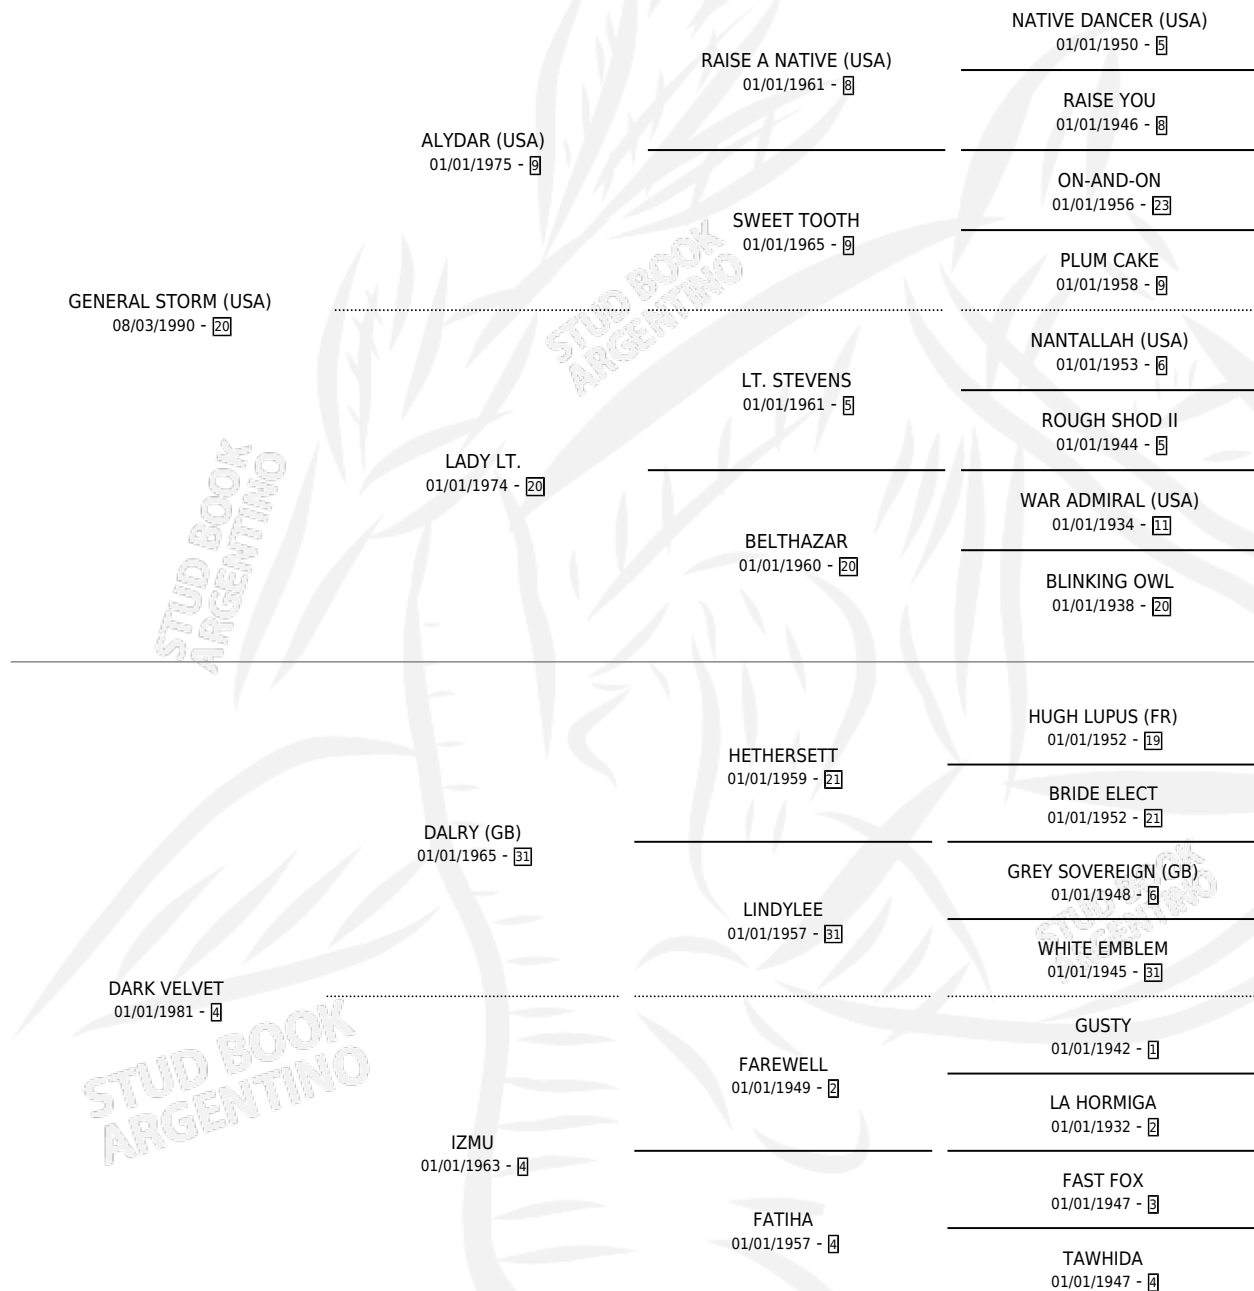 NATIVE DANCER (USA)
01/01/1950 - 5
RAISE A NATIVE (USA)
01/01/1961 - 8
RAISE YOU
01/01/1946 - 8
ALYDAR (USA)
01/01/1975 - 9
ON-AND-ON
01/01/1956 - 23
SWEET TOOTH
01/01/1965 - 9
PLUM CAKE
01/01/1958 - 9
GENERAL STORM (USA)
08/03/1990 - 20
NANTALLAH (USA)
01/01/1953 - 6
LT. STEVENS
01/01/1961 - 5
ROUGH SHOD II
01/01/1944 - 5
LADY LT.
01/01/1974 - 20
WAR ADMIRAL (USA)
01/01/1934 - 11
BELTHAZAR
01/01/1960 - 20
BLINKING OWL
01/01/1938 - 20
HUGH LUPUS (FR)
01/01/1952 - 19
HETHERSETT
01/01/1959 - 21
BRIDE ELECT
01/01/1952 - 21
DALRY (GB)
01/01/1965 - 31
GREY SOVEREIGN (GB)
01/01/1948 - 6
LINDYLEE
01/01/1957 - 31
WHITE EMBLEM
01/01/1945 - 31
DARK VELVET
01/01/1981 - 4
GUSTY
01/01/1942 - 1
FAREWELL
01/01/1949 - 2
LA HORMIGA
01/01/1932 - 2
IZMU
01/01/1963 - 4
FAST FOX
01/01/1947 - 3
FATIHA
01/01/1957 - 4
TAWHIDA
01/01/1947 - 4
STUD BOOK
ARGENTINO
STUD BOOK
ARGENTINO
STUD BOOK
ARGENTINO
STUD BOOK
ARGENTINO